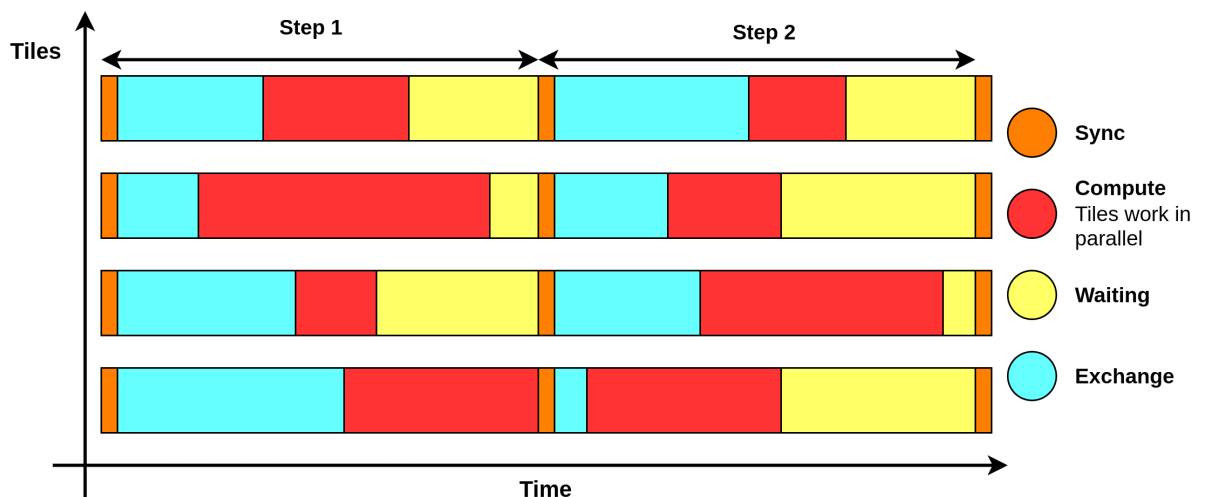 Step 1
Step 2
Tiles
Sync
Compute
Tiles work in
parallel
Waiting
Exchange
Time